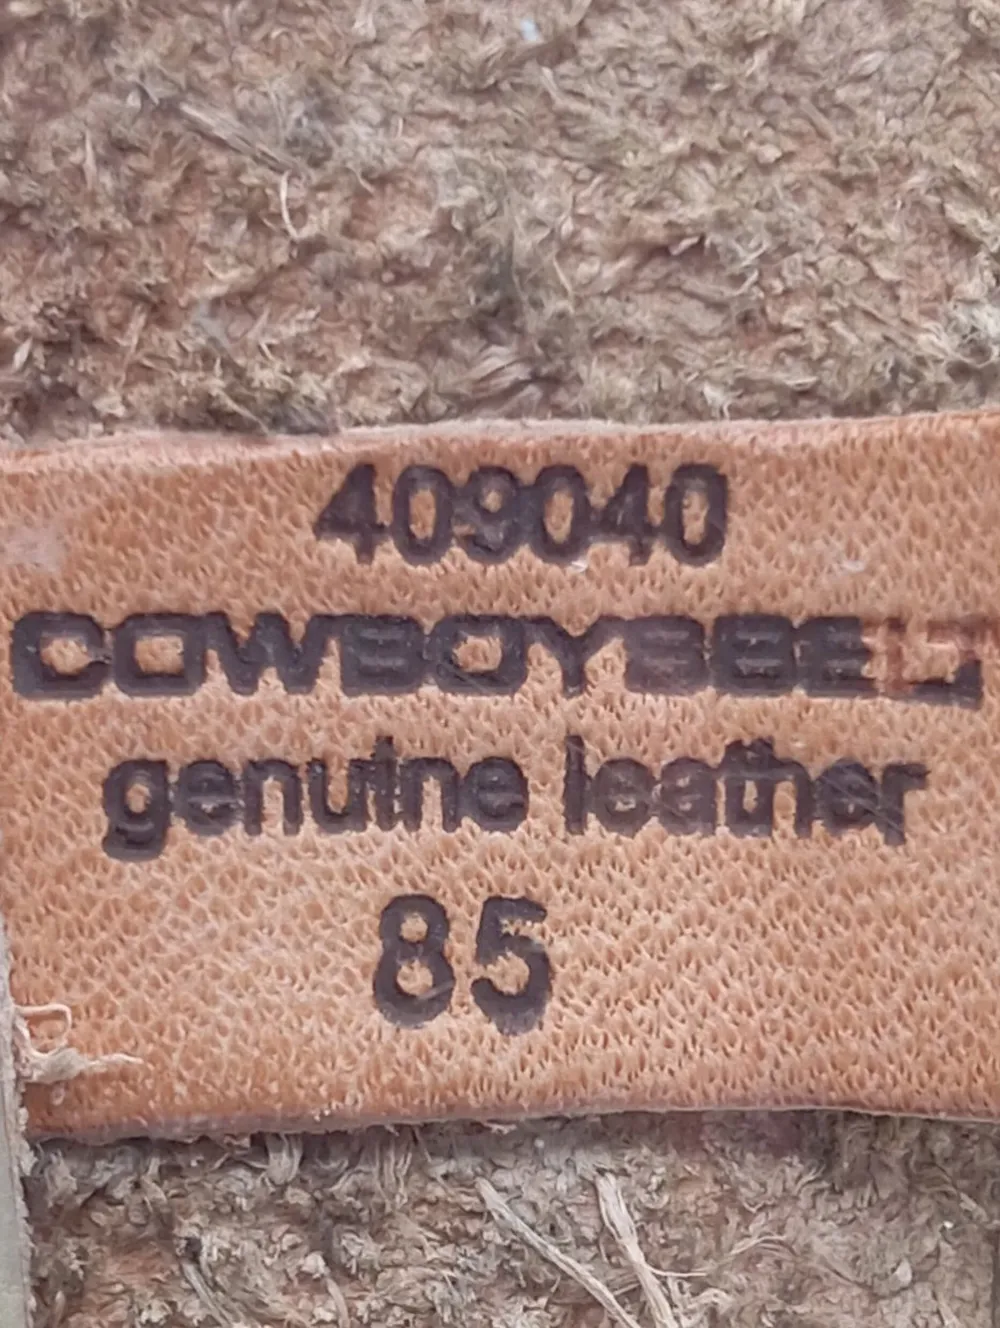 409040
COWBOYSBELT
genuine leather
85